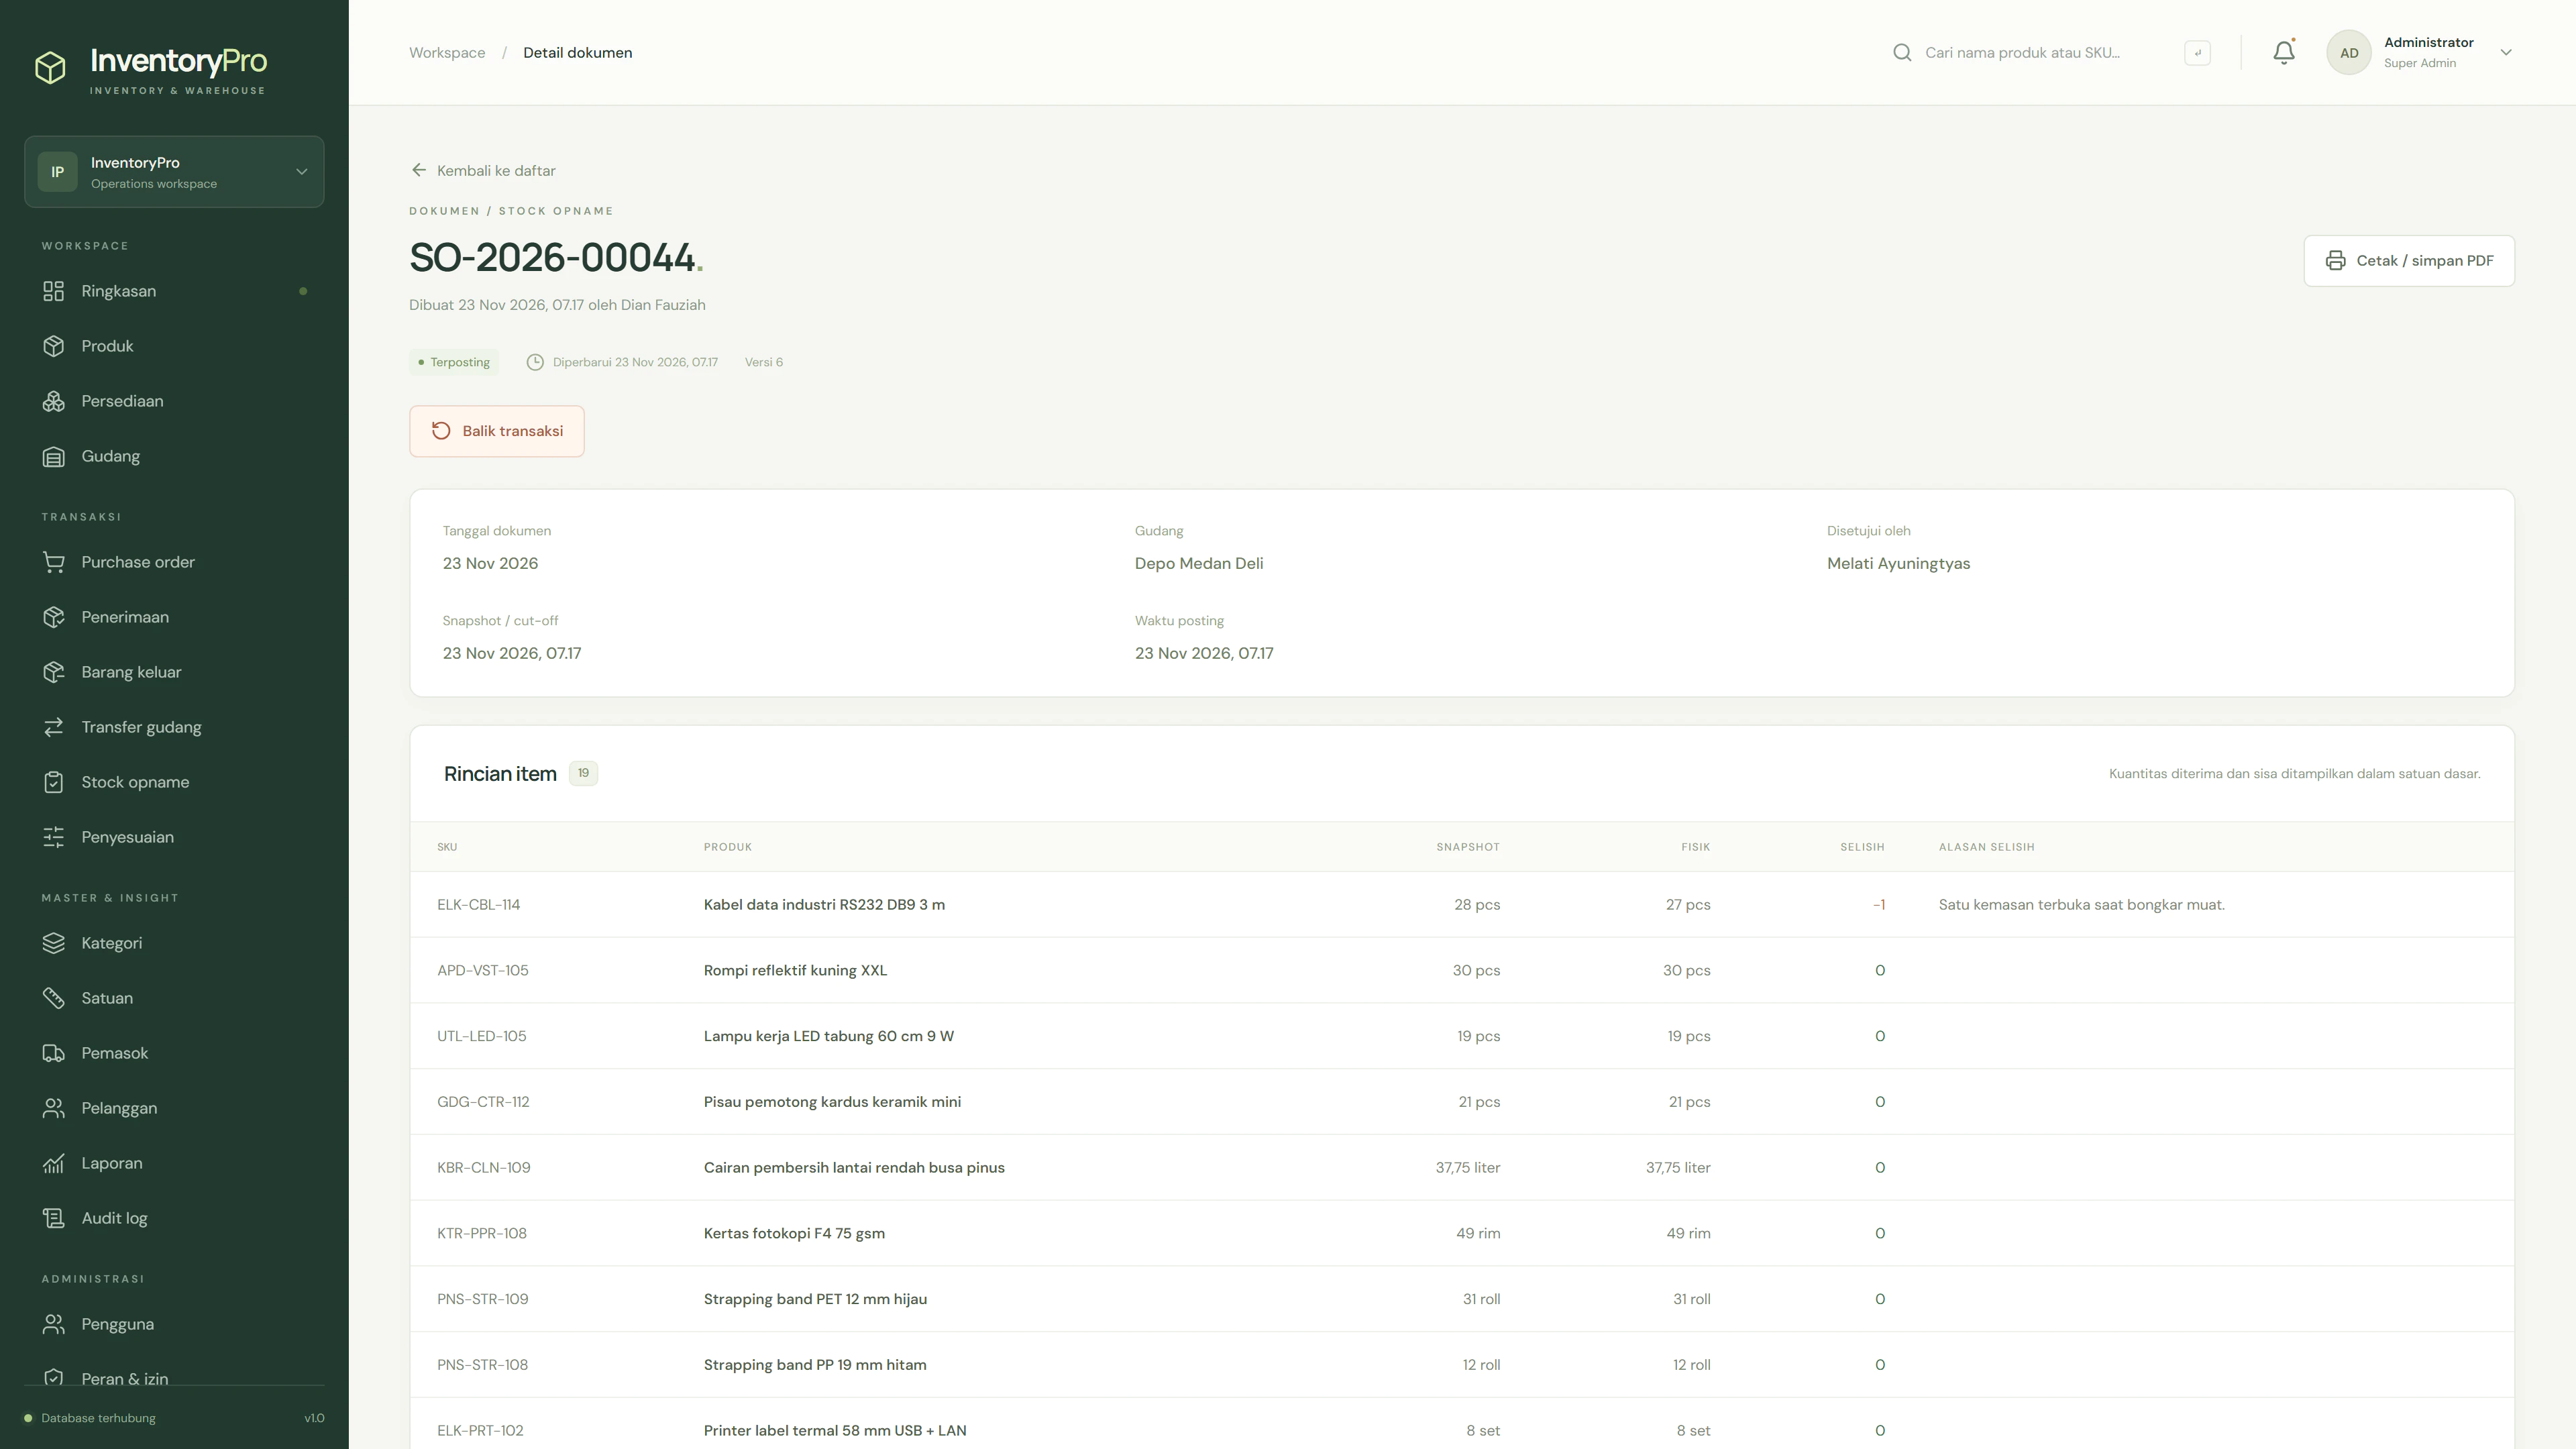 InventoryPro
INVENTORY & WAREHOUSE
IP
InventoryPro
Operations workspace
WORKSPACE
Ringkasan
Produk
Persediaan
Gudang
TRANSAKSI
Purchase order
Penerimaan
Barang keluar
Transfer gudang
Stock opname
Penyesuaian
MASTER & INSIGHT
Kategori
Satuan
Pemasok
Pelanggan
Laporan
Audit log
ADMINISTRASI
Pengguna
Peran & izin
Database terhubung v1.0
Workspace / Detail dokumen
Cari nama produk atau SKU...
AD
Administrator
Super Admin
Kembali ke daftar
DOKUMEN / STOCK OPNAME
SO-2026-00044.
Dibuat 23 Nov 2026, 07.17 oleh Dian Fauziah
Cetak / simpan PDF
Terposting Diperbarui 23 Nov 2026, 07.17 Versi 6
Balik transaksi
Tanggal dokumen Gudang Disetujui oleh
23 Nov 2026 Depo Medan Deli Melati Ayuningtyas
Snapshot / cut-off Waktu posting
23 Nov 2026, 07.17 23 Nov 2026, 07.17
Rincian item 19 Kuantitas diterima dan sisa ditampilkan dalam satuan dasar.
SKU PRODUK SNAPSHOT FISIK SELISIH ALASAN SELISIH
ELK-CBL-114 Kabel data industri RS232 DB9 3 m 28 pcs 27 pcs -1 Satu kemasan terbuka saat bongkar muat.
APD-VST-105 Rompi reflektif kuning XXL 30 pcs 30 pcs 0
UTL-LED-105 Lampu kerja LED tabung 60 cm 9 W 19 pcs 19 pcs 0
GDG-CTR-112 Pisau pemotong kardus keramik mini 21 pcs 21 pcs 0
KBR-CLN-109 Cairan pembersih lantai rendah busa pinus 37,75 liter 37,75 liter 0
KTR-PPR-108 Kertas fotokopi F4 75 gsm 49 rim 49 rim 0
PNS-STR-109 Strapping band PET 12 mm hijau 31 roll 31 roll 0
PNS-STR-108 Strapping band PP 19 mm hitam 12 roll 12 roll 0
ELK-PRT-102 Printer label termal 58 mm USB + LAN 8 set 8 set 0